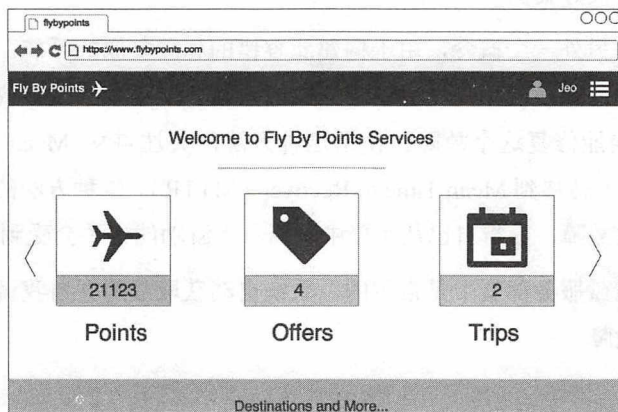 flybypoints
https://www.flybypoints.com
Fly By Points
Jeo
Welcome to Fly By Points Services
21123
4
2
Points
Offers
Trips
Destinations and More...